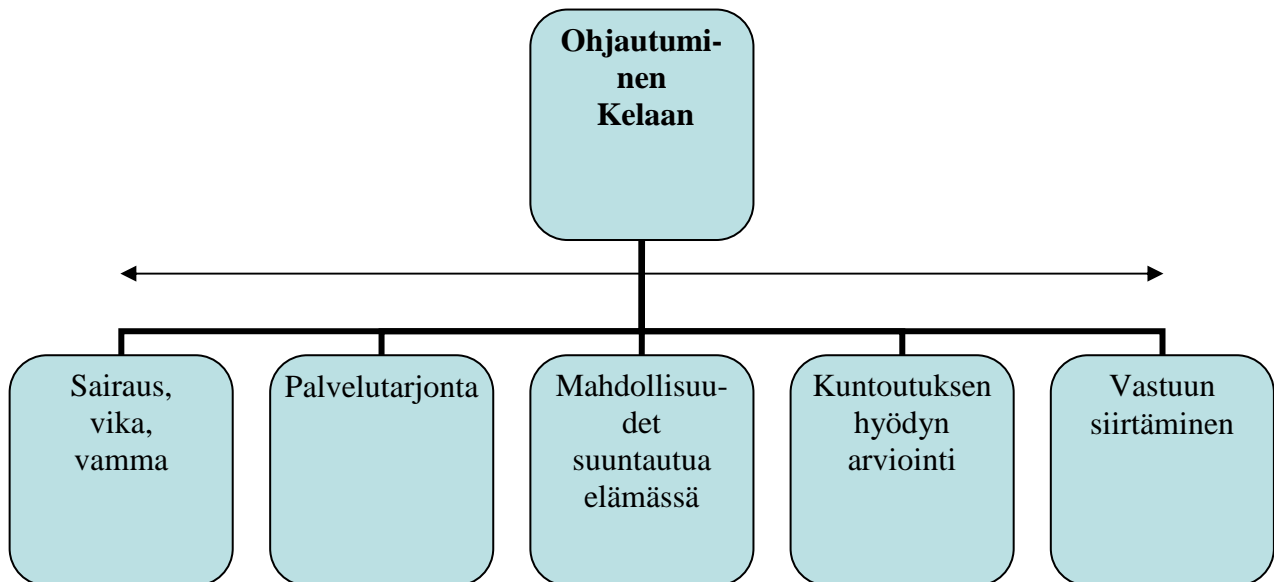 Ohjautumi-
nen
Kelaan
Sairaus,
vika,
vamma
Palvelutarjonta
Mahdollisuu-
det
suuntautua
elämässä
Kuntoutuksen
hyödyn
arviointi
Vastuun
siirtäminen